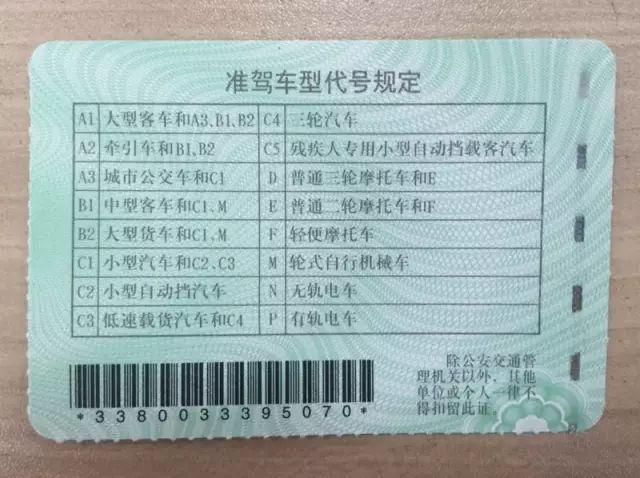 准驾车型代号规定
A1 大型客车和A3、B1、B2 C4 三轮汽车
A2 牵引车和B1、B2 C5 残疾人专用小型自动挡载客汽车
A3 城市公交车和C1 D 普通三轮摩托车和E
B1 中型客车和C1、M E 普通二轮摩托车和F
B2 大型货车和C1、M F 轻便摩托车
C1 小型汽车和C2、C3 M 轮式自行机械车
C2 小型自动挡汽车 N 无轨电车
C3 低速载货汽车和C4 P 有轨电车
*3380033395070*
除公安交通管
理机关以外，其他
单位或个人一律不
得扣留此证。